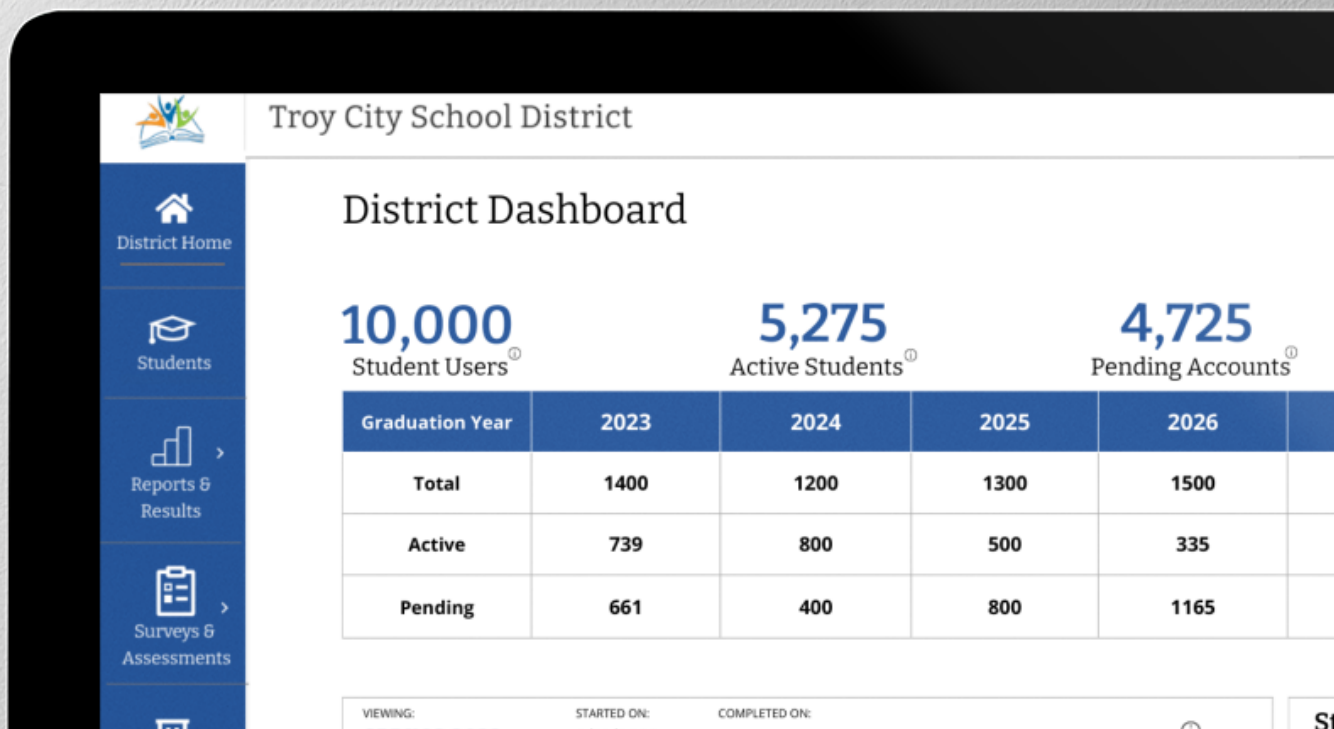 Troy City School District
District Home
Students
Reports &
Results
Surveys &
Assessments
District Dashboard
10,000 5,275 4,725
Student Users Active Students Pending Accounts
Graduation Year 2023 2024 2025 2026
Total 1400 1200 1300 1500
Active 739 800 500 335
Pending 661 400 800 1165
VIEWING: STARTED ON: COMPLETED ON: